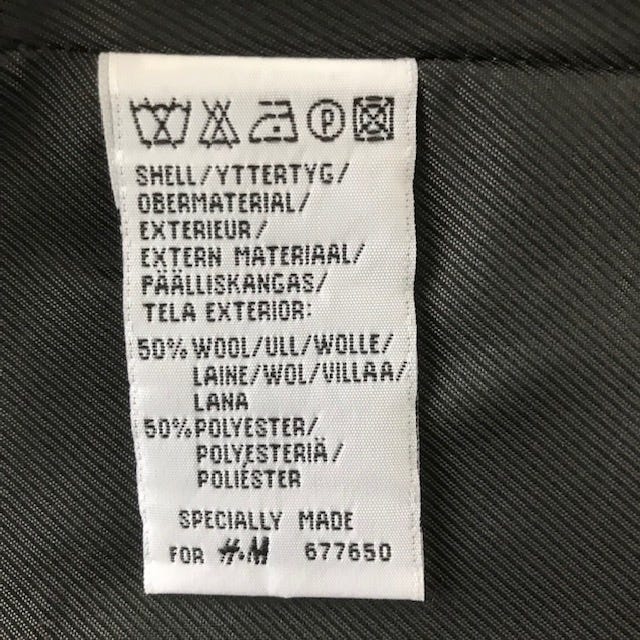 P
SHELL/YTTERTYG/
OBERMATERIAL/
EXTERIEUR/
EXTERN MATERIAAL/
PÄÄLLISKANGAS/
TELA EXTERIOR:
50% WOOL/ULL/WOLLE/
LAINE/WOL/VILLAA/
LANA
50% POLYESTER/
POLYESTERIÄ/
POLIÉSTER
SPECIALLY MADE
FOR H&M 677650